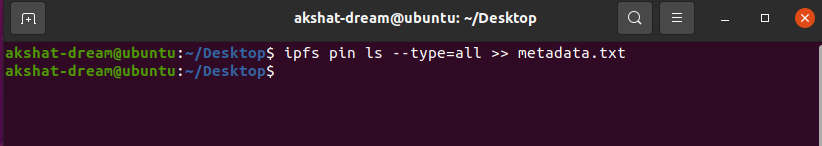 akshat-dream@ubuntu: ~/Desktop
akshat-dream@ubuntu:~/Desktop$ ipfs pin ls --type=all >> metadata.txt
akshat-dream@ubuntu:~/Desktop$